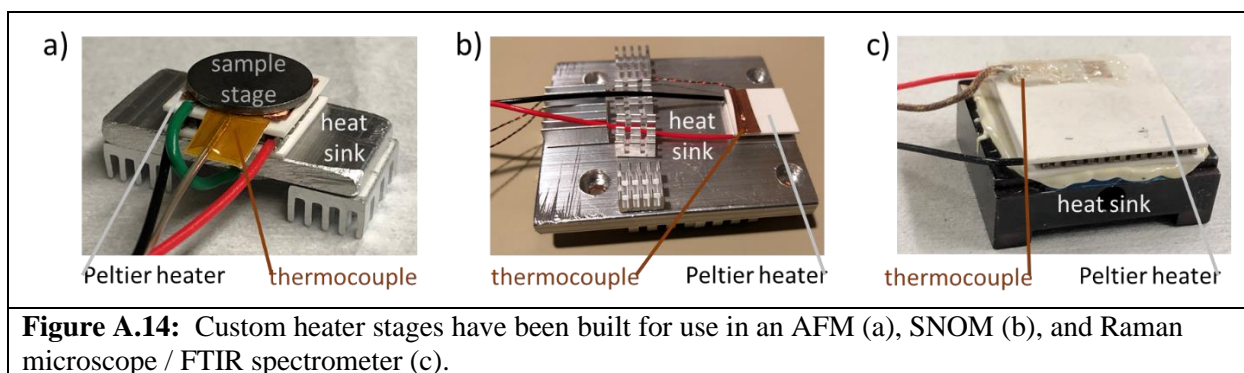 a)
sample
stage
heat
sink
Peltier heater
thermocouple
b)
heat
sink
thermocouple
Peltier heater
c)
heat sink
thermocouple
Peltier heater
Figure A.14: Custom heater stages have been built for use in an AFM (a), SNOM (b), and Raman
microscope / FTIR spectrometer (c).